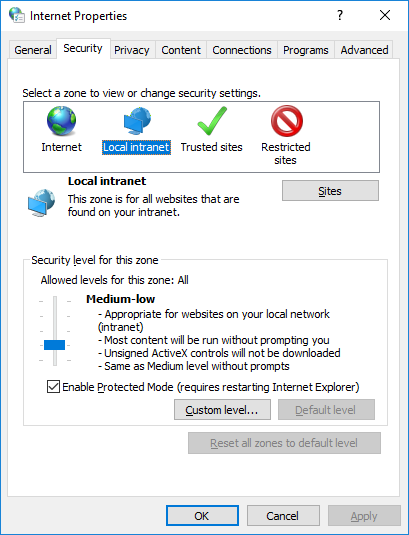 Internet Properties
General Security Privacy Content Connections Programs Advanced
Select a zone to view or change security settings.
Internet Local intranet Trusted sites Restricted
sites
Local intranet
This zone is for all websites that are
found on your intranet.
Sites
Security level for this zone
Allowed levels for this zone: All
Medium-low
- Appropriate for websites on your local network
(intranet)
- Most content will be run without prompting you
- Unsigned ActiveX controls will not be downloaded
- Same as Medium level without prompts
Enable Protected Mode (requires restarting Internet Explorer)
Custom level... Default level
Reset all zones to default level
OK Cancel Apply